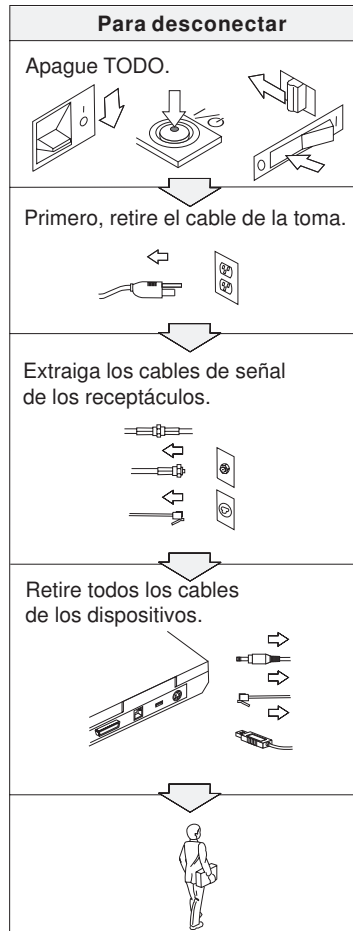 Para desconectar
Apague TODO.
Primero, retire el cable de la toma.
Extraiga los cables de señal
de los receptáculos.
Retire todos los cables
de los dispositivos.